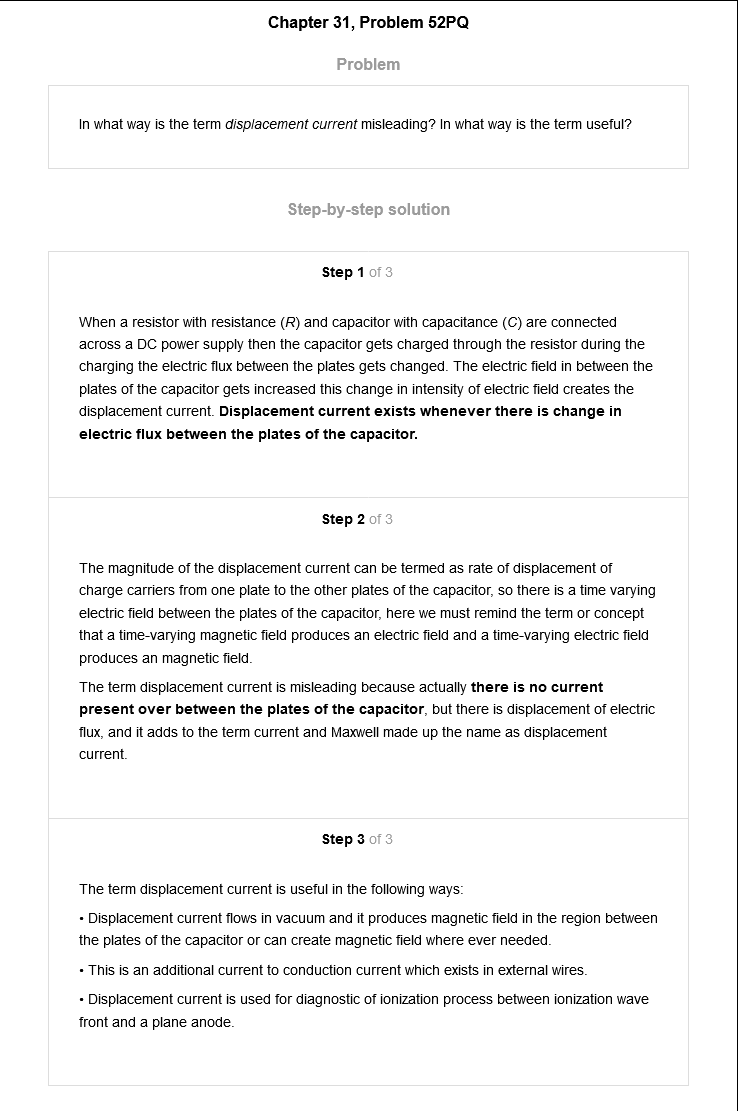 Chapter 31, Problem 52PQ
Problem
In what way is the term displacement current misleading? In what way is the term useful?
Step-by-step solution
Step 1 of 3
When a resistor with resistance (R) and capacitor with capacitance (C) are connected
across a DC power supply then the capacitor gets charged through the resistor during the
charging the electric flux between the plates gets changed. The electric field in between the
plates of the capacitor gets increased this change in intensity of electric field creates the
displacement current. Displacement current exists whenever there is change in
electric flux between the plates of the capacitor.
Step 2 of 3
The magnitude of the displacement current can be termed as rate of displacement of
charge carriers from one plate to the other plates of the capacitor, so there is a time varying
electric field between the plates of the capacitor, here we must remind the term or concept
that a time-varying magnetic field produces an electric field and a time-varying electric field
produces an magnetic field.
The term displacement current is misleading because actually there is no current
present over between the plates of the capacitor, but there is displacement of electric
flux, and it adds to the term current and Maxwell made up the name as displacement
current.
Step 3 of 3
The term displacement current is useful in the following ways:
• Displacement current flows in vacuum and it produces magnetic field in the region between
the plates of the capacitor or can create magnetic field where ever needed.
• This is an additional current to conduction current which exists in external wires.
• Displacement current is used for diagnostic of ionization process between ionization wave
front and a plane anode.